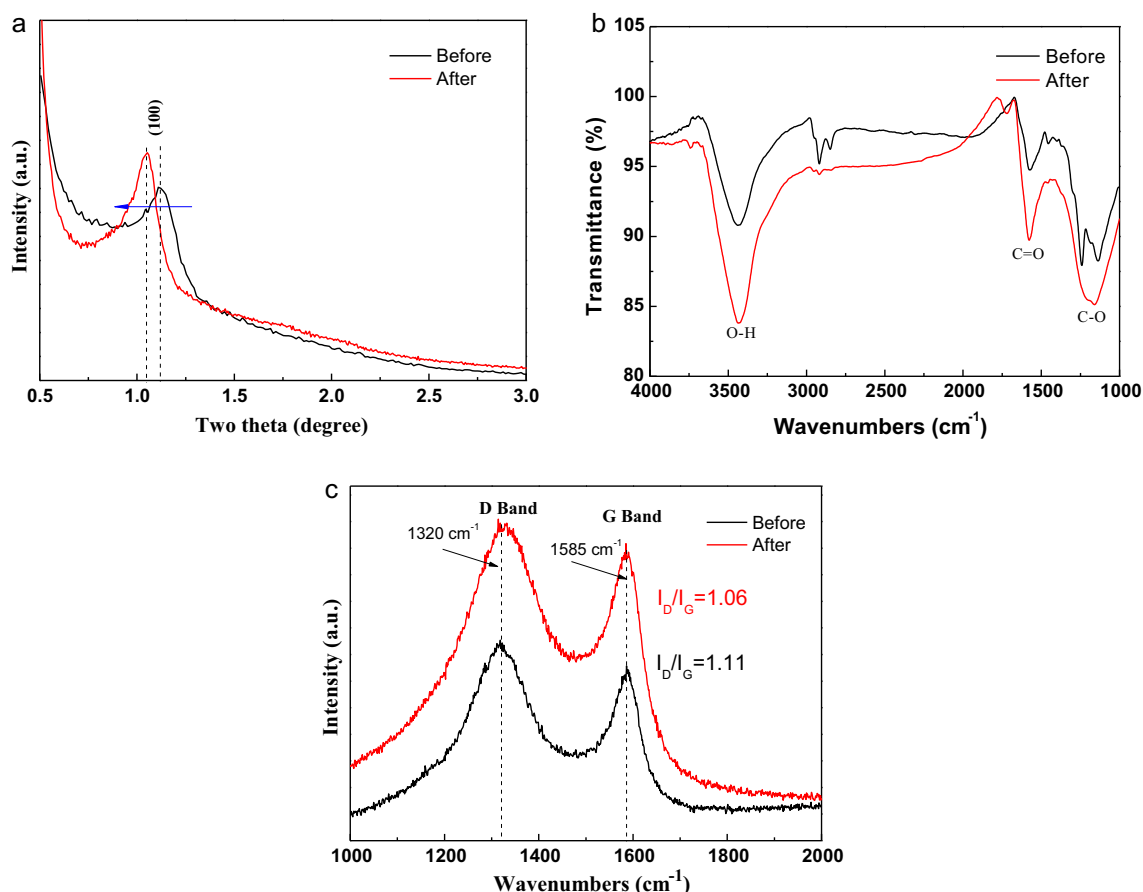 a
Before
After
(100)
Intensity (a.u.)
0.5 1.0 1.5 2.0 2.5 3.0
Two theta (degree)
b
105
100
95
90
85
80
Before
After
O-H
C=O
C-O
Transmittance (%)
4000 3500 3000 2500 2000 1500 1000
Wavenumbers (cm⁻¹)
C
D Band
G Band
Before
After
1320 cm⁻¹
1585 cm⁻¹
I_D/I_G=1.06
I_D/I_G=1.11
Intensity (a.u.)
1000 1200 1400 1600 1800 2000
Wavenumbers (cm⁻¹)